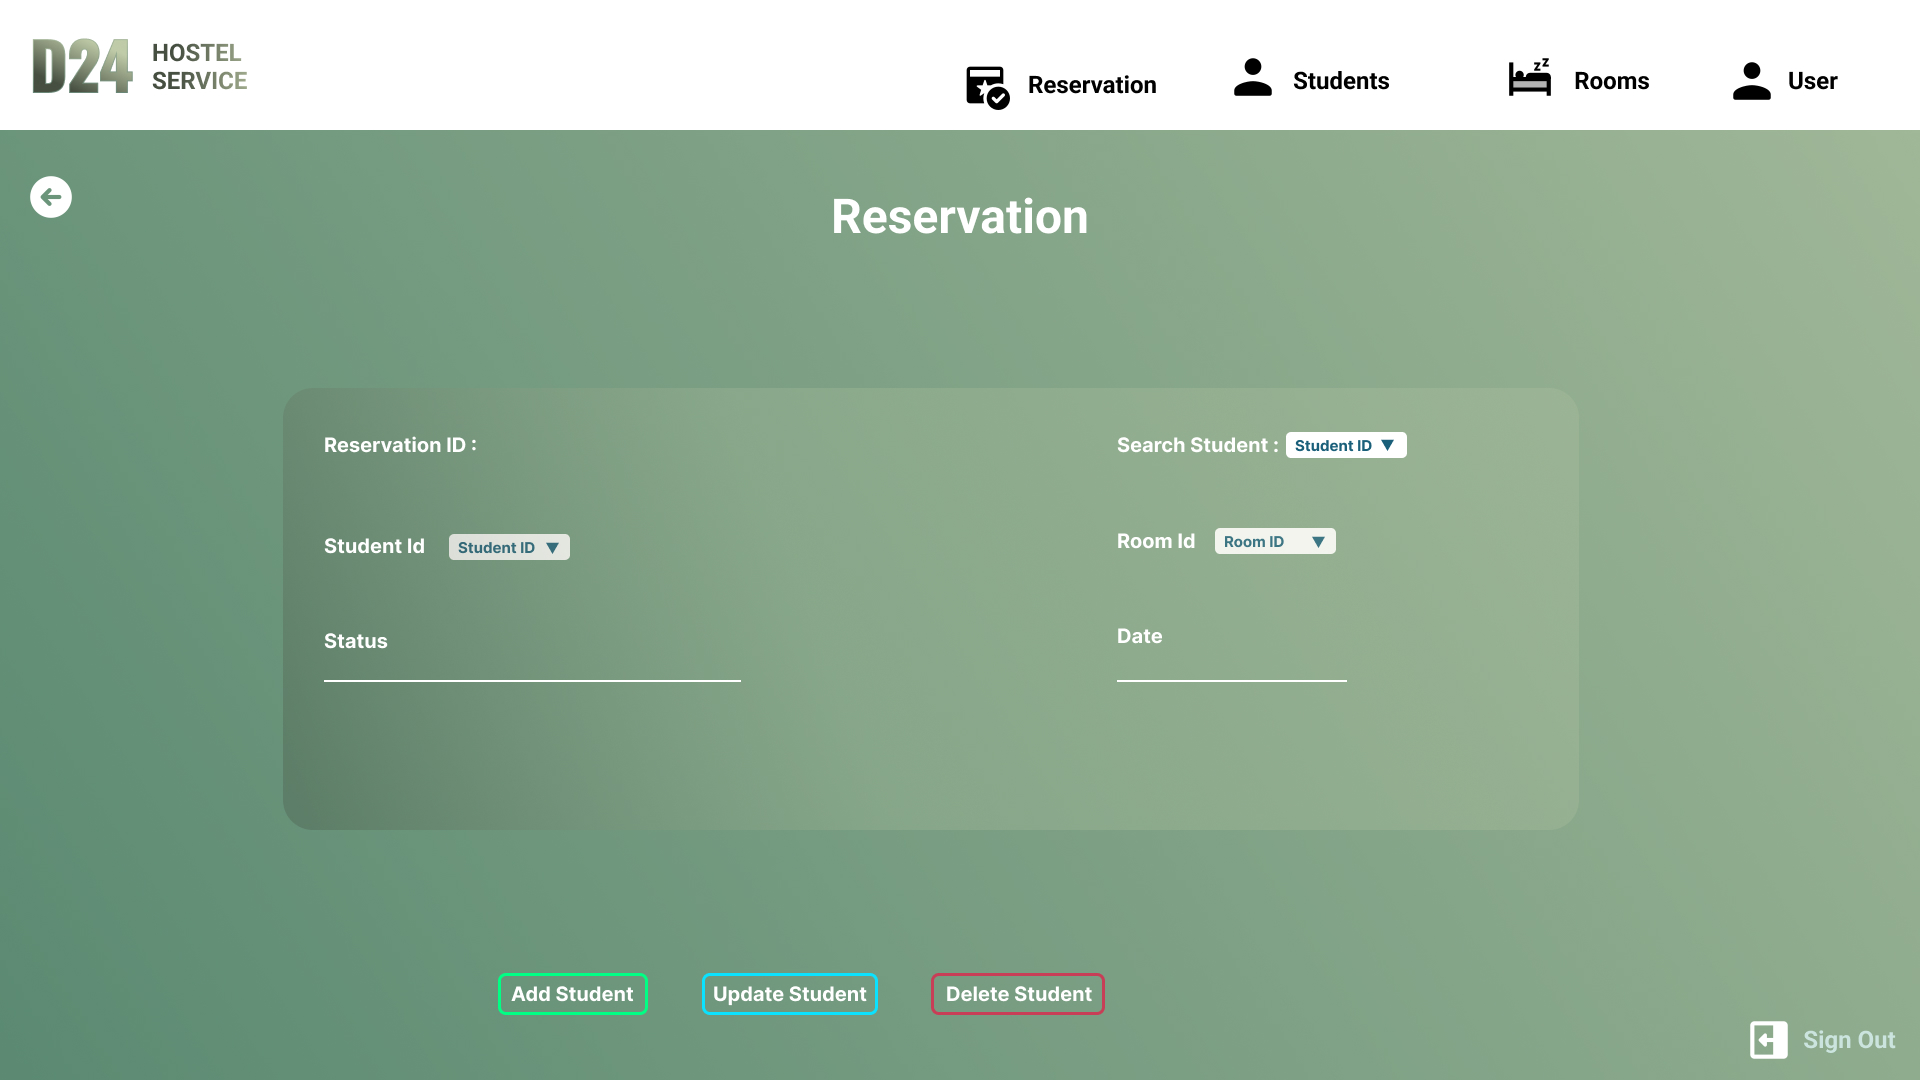 D24
HOSTEL
SERVICE
Reservation
Students
zz
Rooms
User
Reservation
Reservation ID :
Search Student : Student ID ▼
Student Id Student ID ▼
Room Id Room ID ▼
Status
Date
Add Student
Update Student
Delete Student
Sign Out